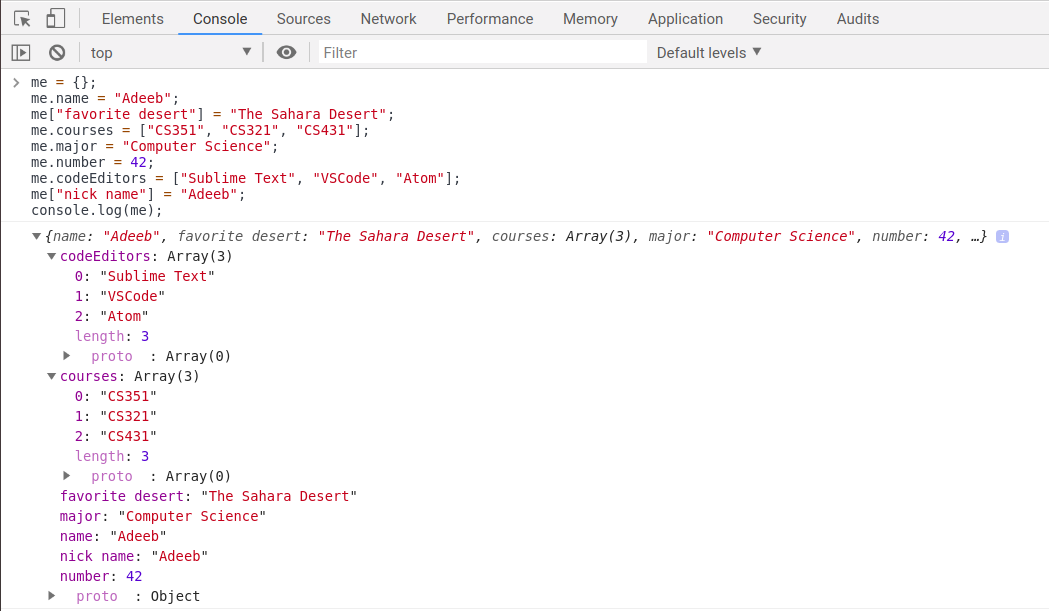 Elements Console Sources Network Performance Memory Application Security Audits
top Filter Default levels
me = {};
me.name = "Adeeb";
me["favorite desert"] = "The Sahara Desert";
me.courses = ["CS351", "CS321", "CS431"];
me.major = "Computer Science";
me.number = 42;
me.codeEditors = ["Sublime Text", "VSCode", "Atom"];
me["nick name"] = "Adeeb";
console.log(me);
{name: "Adeeb", favorite desert: "The Sahara Desert", courses: Array(3), major: "Computer Science", number: 42, …} i
codeEditors: Array(3)
0: "Sublime Text"
1: "VSCode"
2: "Atom"
length: 3
proto : Array(0)
courses: Array(3)
0: "CS351"
1: "CS321"
2: "CS431"
length: 3
proto : Array(0)
favorite desert: "The Sahara Desert"
major: "Computer Science"
name: "Adeeb"
nick name: "Adeeb"
number: 42
proto : Object